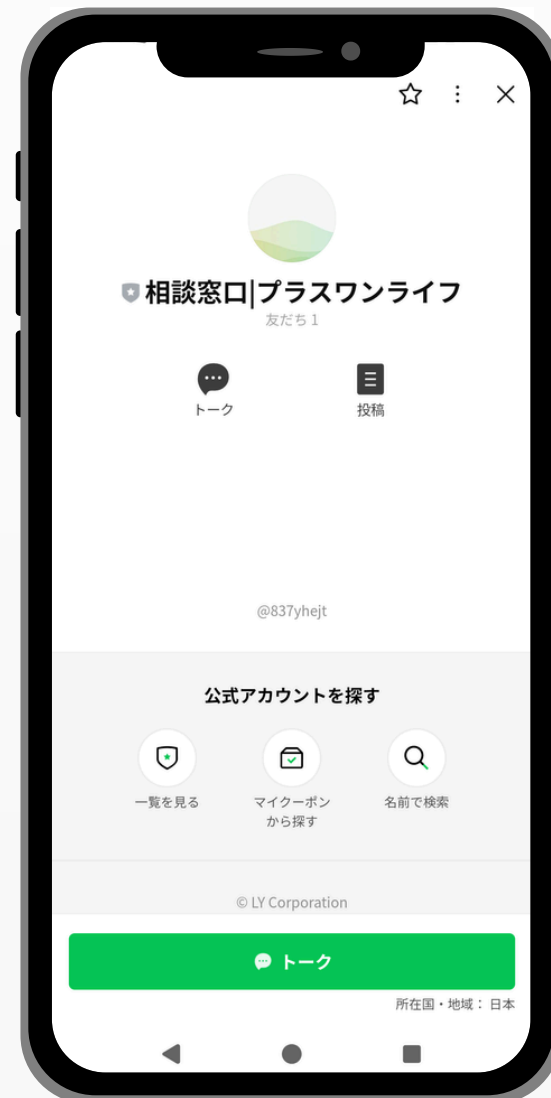 相談窓口|プラスワンライフ
友だち 1
トーク
投稿
@837yhejt
公式アカウントを探す
一覧を見る
マイクーポン
から探す
名前で検索
© LY Corporation
トーク
所在国・地域： 日本